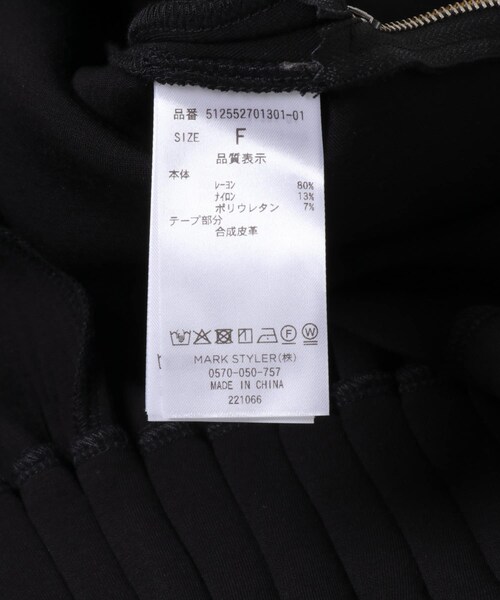 品番 512552701301-01
SIZE F
品質表示
本体
レーヨン 80%
ナイロン 13%
ポリウレタン 7%
テープ部分
合成皮革
MARK STYLER(株)
0570-050-757
MADE IN CHINA
221066